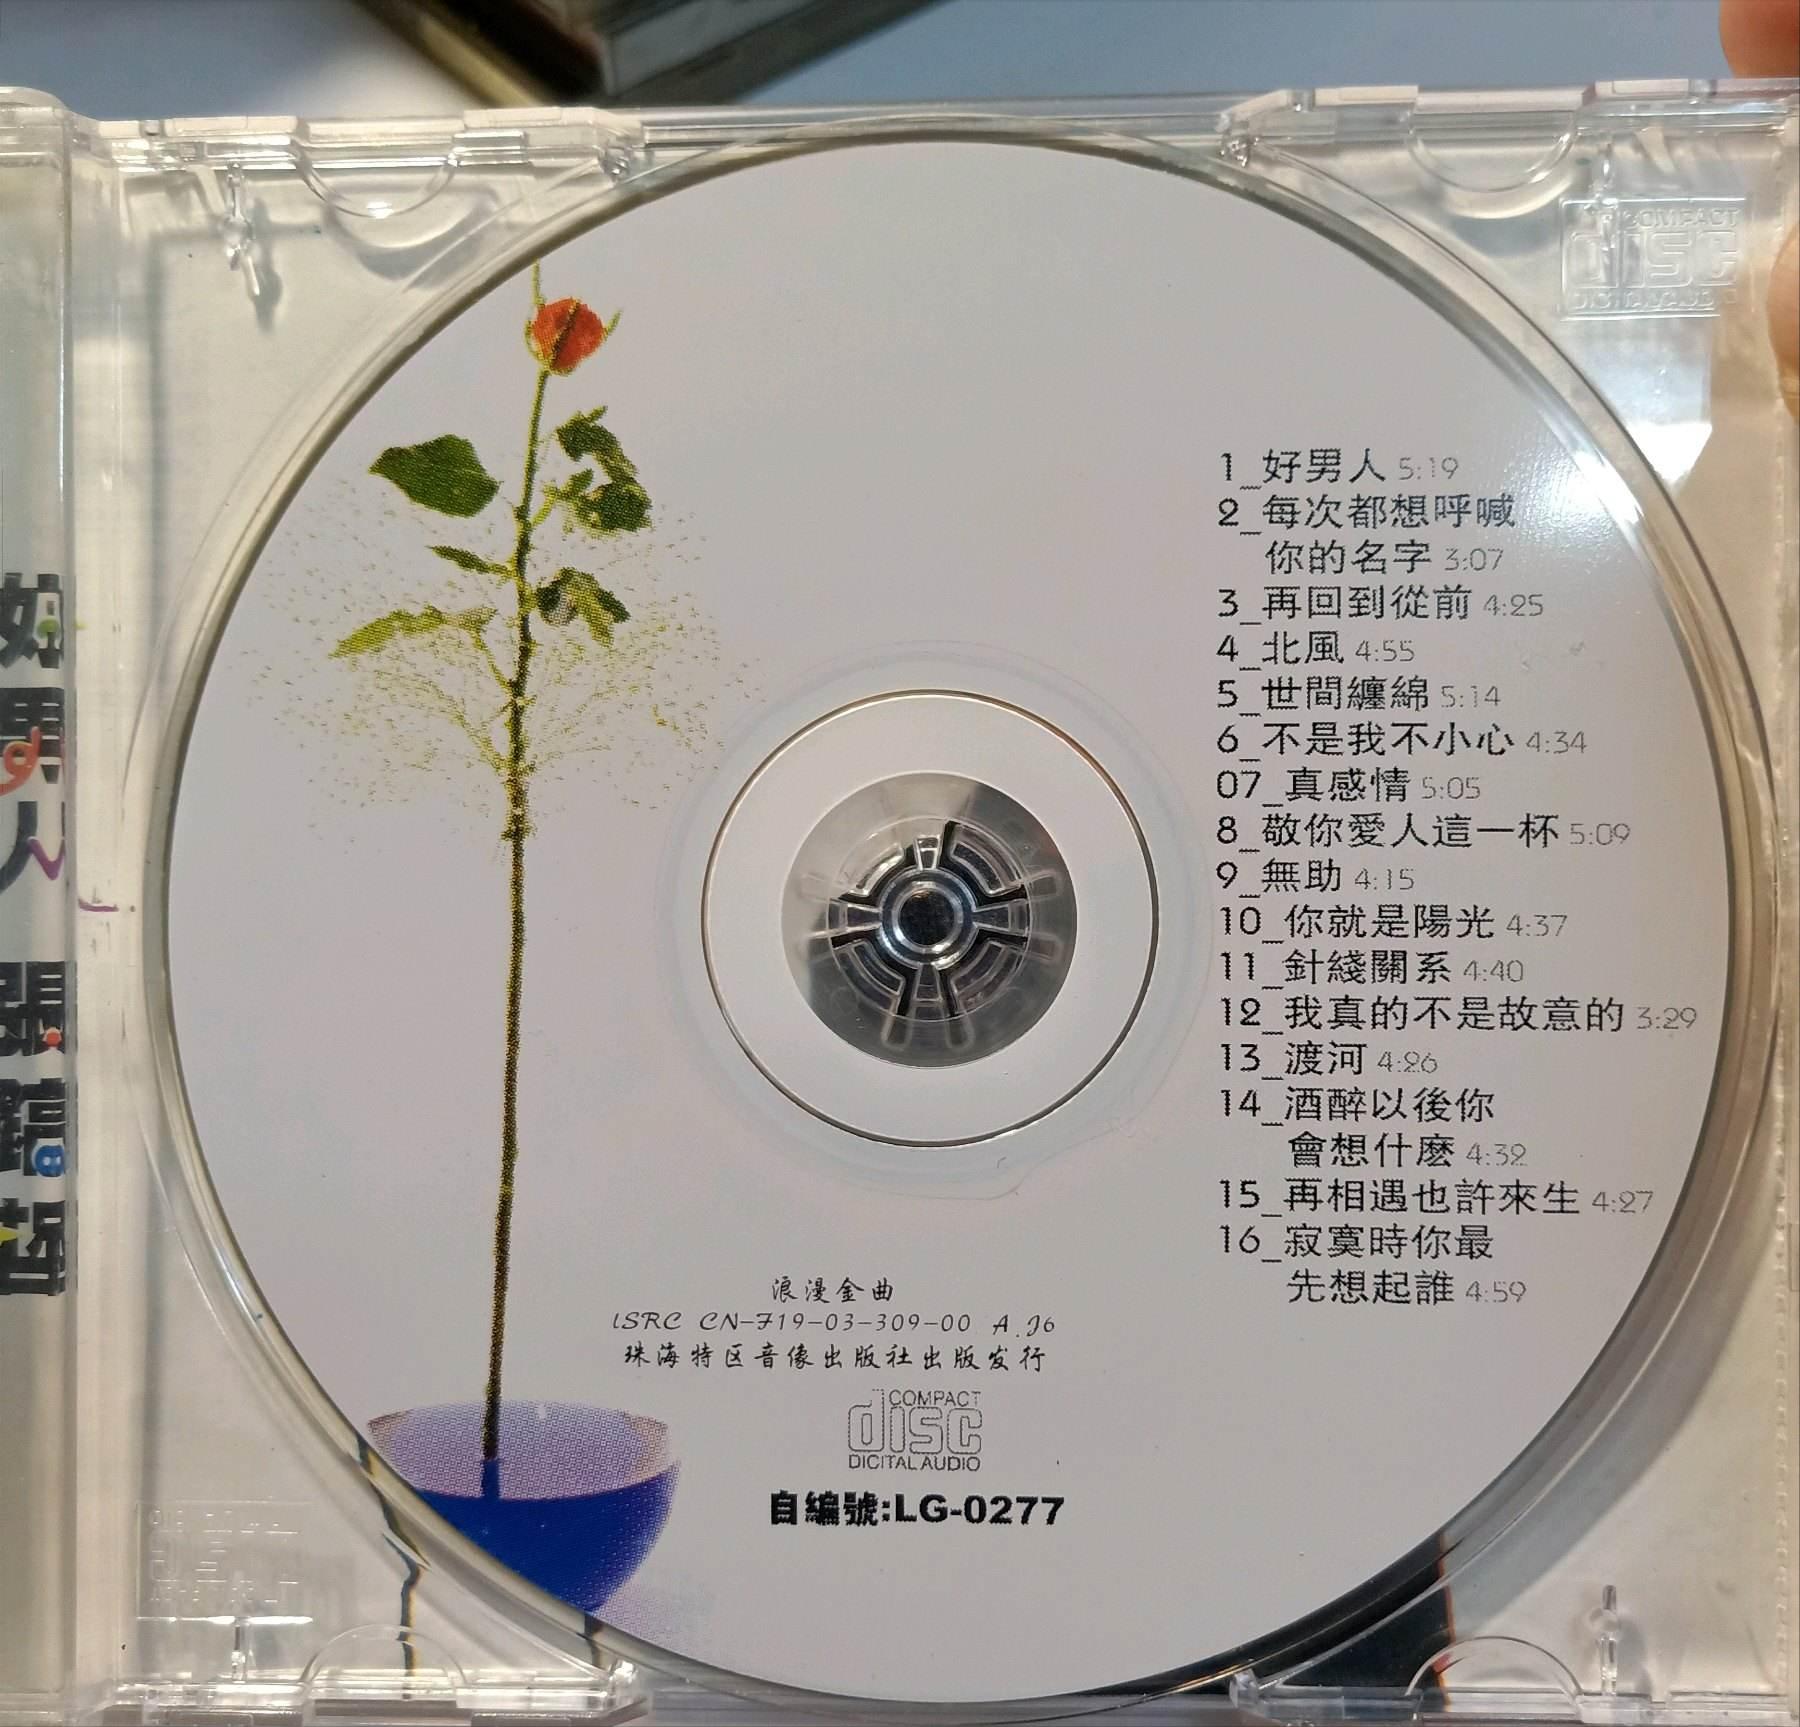 好男人 張鎬哲
1_好男人 5:19
2_每次都想呼喊
你的名字 3:07
3_再回到從前 4:25
4_北風 4:55
5_世間纏綿 5:14
6_不是我不小心 4:34
07_真感情 5:05
8_敬你愛人這一杯 5:09
9_無助 4:15
10_你就是陽光 4:37
11_針綫關系 4:40
12_我真的不是故意的 3:29
13_渡河 4:26
14_酒醉以後你
會想什麽 4:32
15_再相遇也許來生 4:27
16_寂寞時你最
先想起誰 4:59
浪漫金曲
ISRC CN-F19-03-309-00 A.J6
珠海特区音像出版社出版发行
COMPACT
disc
DIGITAL AUDIO
自編號:LG-0277
COMPACT
disc
DIGITAL AUDIO